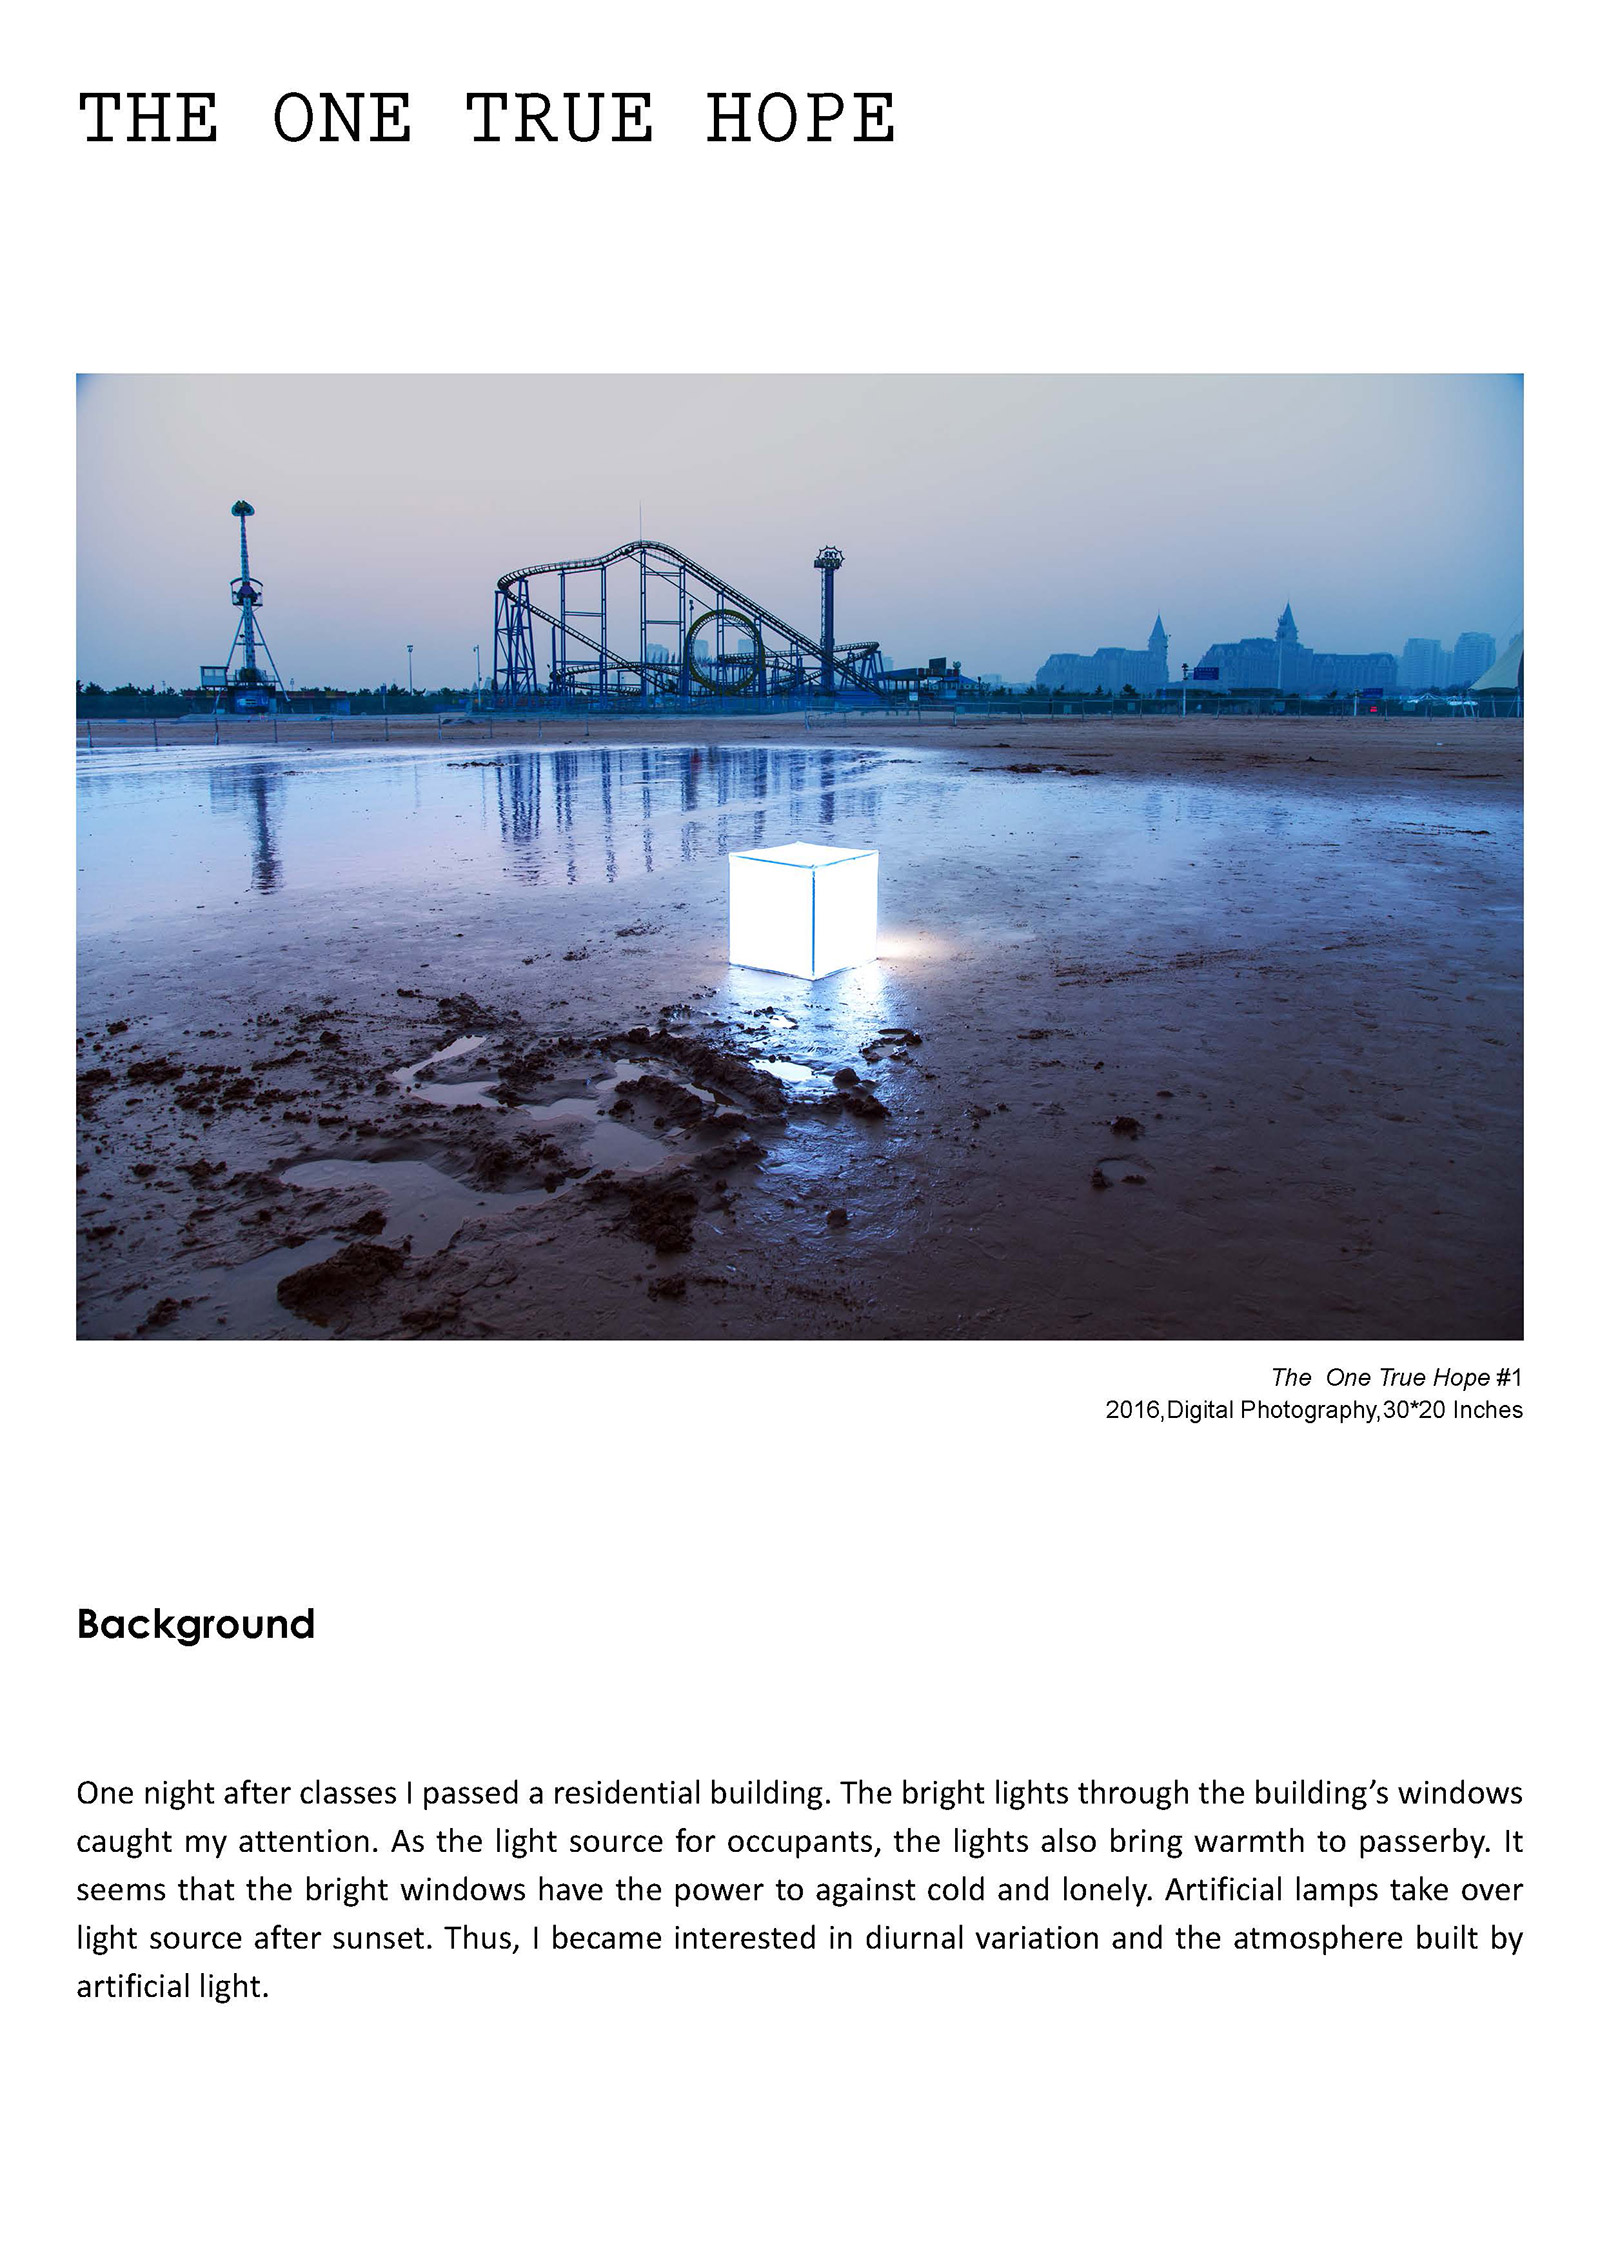 THE ONE TRUE HOPE
SKY
The One True Hope #1
2016,Digital Photography,30*20 Inches
Background
One night after classes I passed a residential building. The bright lights through the building’s windows
caught my attention. As the light source for occupants, the lights also bring warmth to passerby. It
seems that the bright windows have the power to against cold and lonely. Artificial lamps take over
light source after sunset. Thus, I became interested in diurnal variation and the atmosphere built by
artificial light.